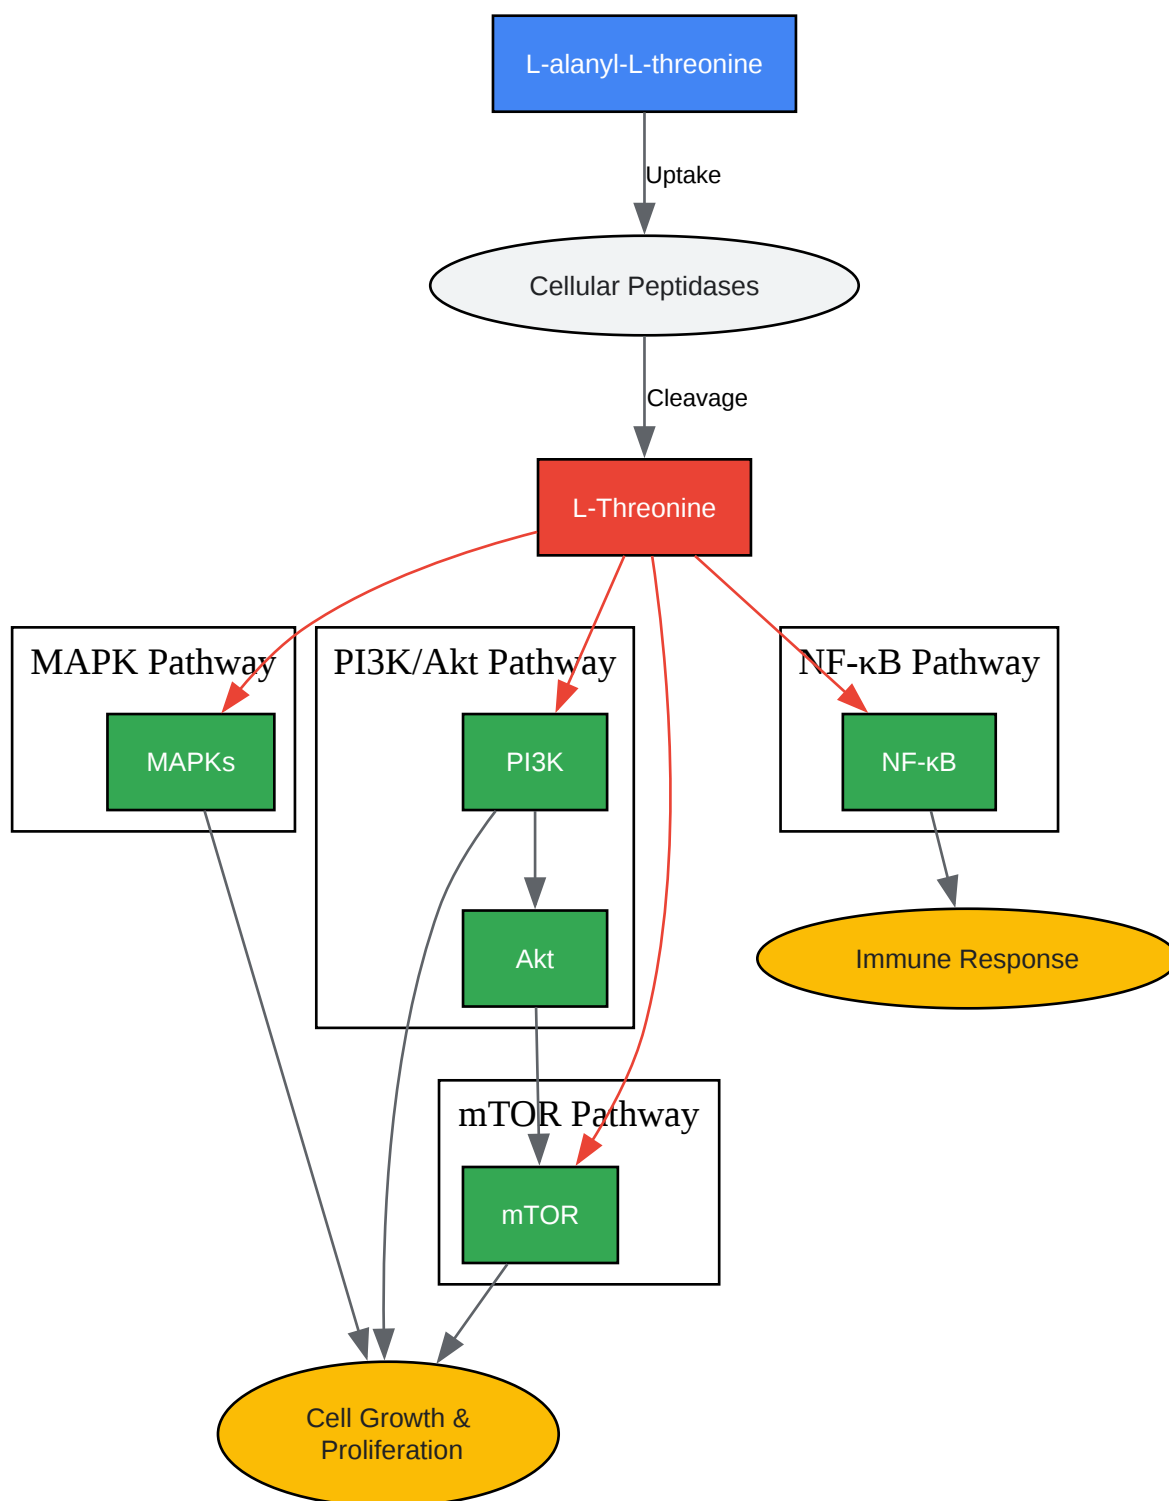 L-alanyl-L-threonine
Uptake
Cellular Peptidases
Cleavage
L-Threonine
MAPK Pathway
PI3K/Akt Pathway
NF-κB Pathway
MAPKs
PI3K
NF-κB
Akt
Immune Response
mTOR Pathway
mTOR
Cell Growth &
Proliferation